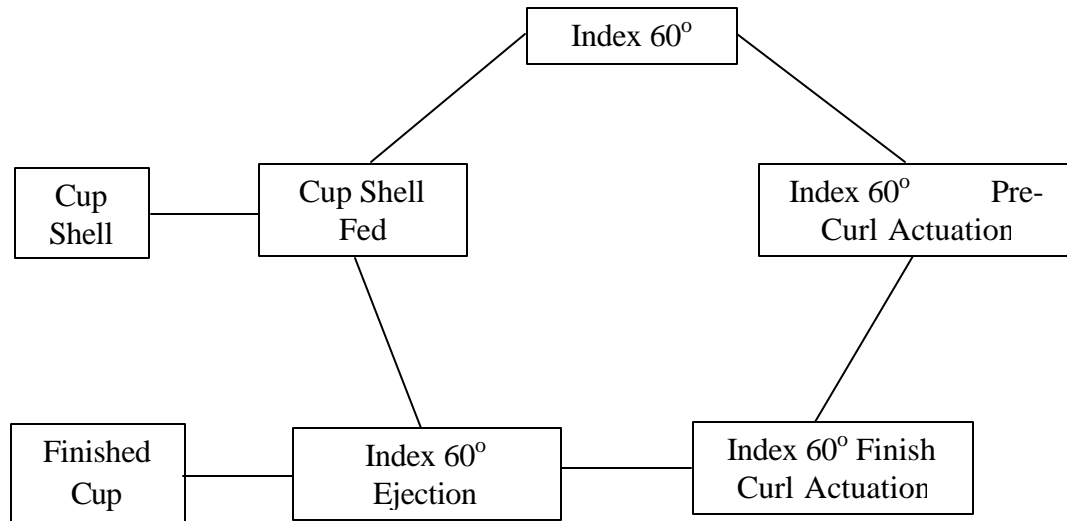 Index 60°
Cup
Shell
Cup Shell
Fed
Index 60° Pre-
Curl Actuation
Finished
Cup
Index 60°
Ejection
Index 60° Finish
Curl Actuation